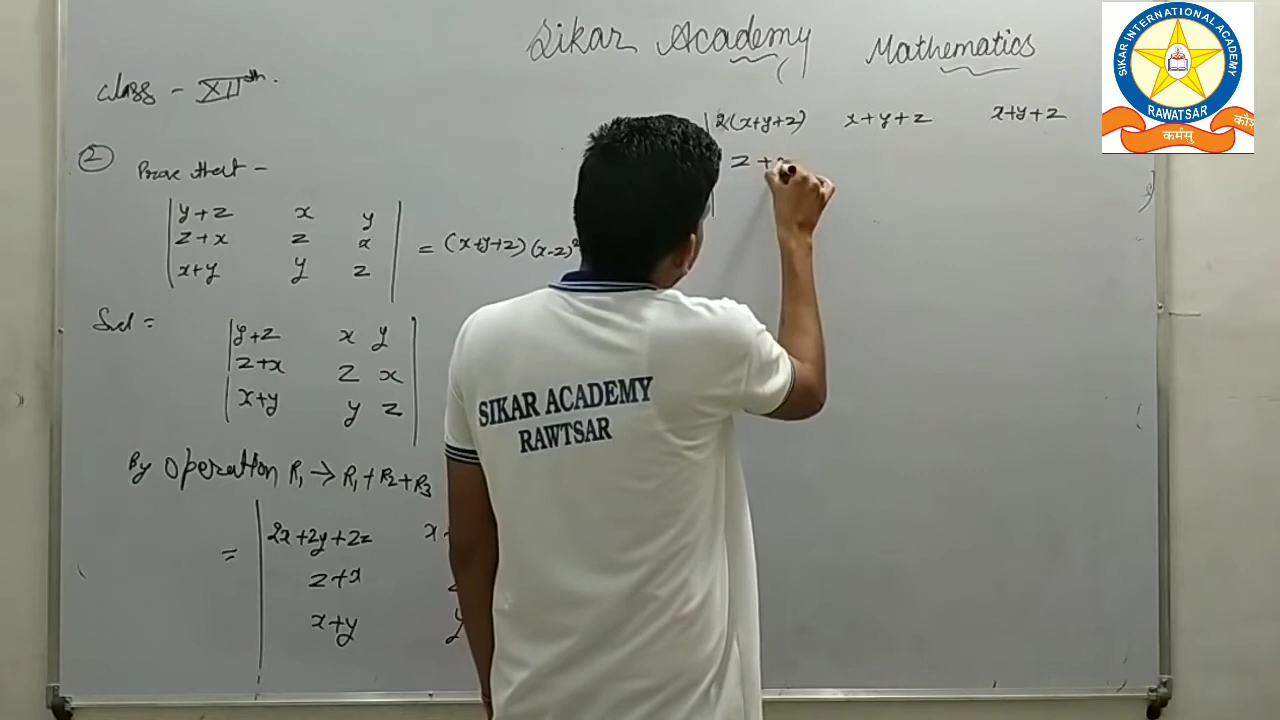 Sikar Academy Mathematics
Class - XIIth.
② Prove that -
| y+z x y |
| z+x z x |
| x+y y z |
= (x+y+z) (x-z)²
Sol =
| y+z x y |
| z+x z x |
| x+y y z |
By operation R₁ → R₁ + R₂ + R₃
= | 2x+2y+2z x +
| z+x
| x+y y
| 2(x+y+z) x+y+z x+y+z
| z +
SIKAR ACADEMY
RAWTSAR
SIKAR INTERNATIONAL ACADEMY
RAWATSAR
कर्मसु